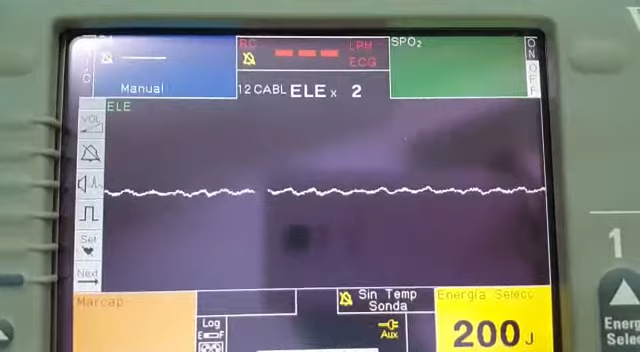 RC
LPM
ECG
SPO₂
ON
OFF
Manual
12 CABL ELE x 2
ELE
VOL
Sel
Next
Marcap
Sin Temp
Sonda
Energía Selecc
200 J
Log
E F
Aux
1
Energ
Selec